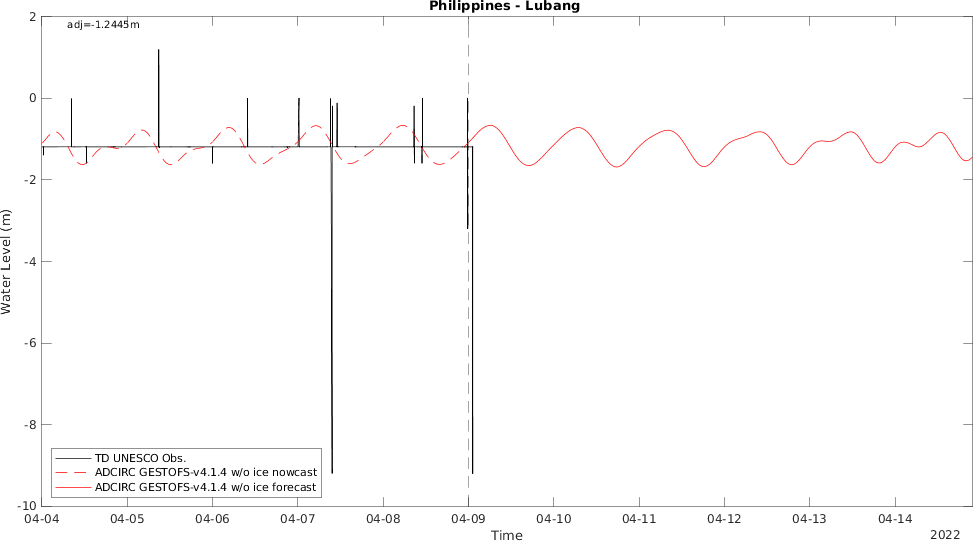 Philippines - Lubang
adj=-1.2445m
2
0
-2
-4
-6
-8
-10
Water Level (m)
TD UNESCO Obs.
ADCIRC GESTOFS-v4.1.4 w/o ice nowcast
ADCIRC GESTOFS-v4.1.4 w/o ice forecast
04-04 04-05 04-06 04-07 04-08 04-09 04-10 04-11 04-12 04-13 04-14
Time
2022